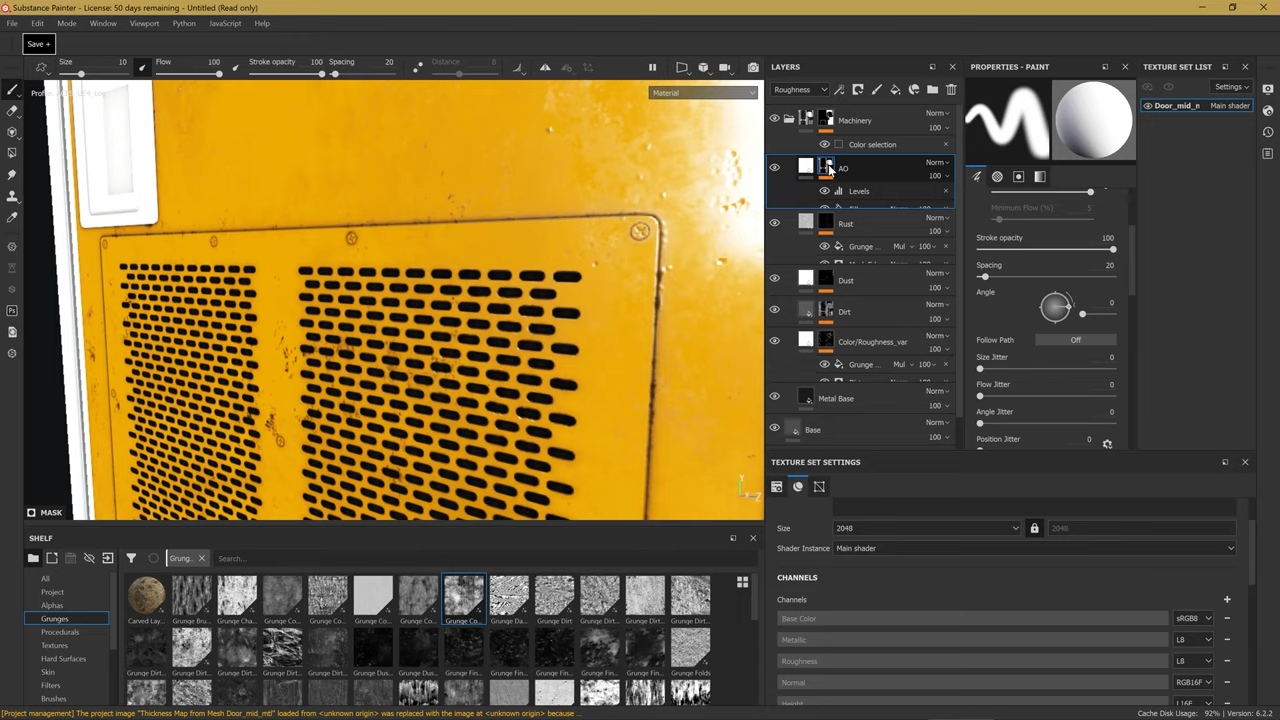 Substance Painter - License: 50 days remaining - Untitled (Read only)
File Edit Mode Window Viewport Python JavaScript Help
Save +
Size 10 Flow 100 Stroke opacity 100 Spacing 20 Distance 8
Material
MASK
LAYERS
Roughness
Machinery Norm 100
Color selection
AO Norm 100
Levels
Rust Norm 100
Grunge ... Mul 100
Dust Norm 100
Dirt Norm 100
Color/Roughness_var Norm 100
Grunge ... Mul 100
Metal Base Norm 100
Base Norm 100
PROPERTIES - PAINT
Minimum Flow (%) 5
Stroke opacity 100
Spacing 20
Angle 0
Follow Path Off
Size Jitter 0
Flow Jitter 0
Angle Jitter 0
Position Jitter 0
TEXTURE SET LIST
Settings
Door_mid_n Main shader
TEXTURE SET SETTINGS
Size 2048 2048
Shader Instance Main shader
CHANNELS
Channels
Base Color sRGB8
Metallic L8
Roughness L8
Normal RGB16F
Height L16F
SHELF
Grung.. Search...
All
Project
Alphas
Grunges
Procedurals
Textures
Hard Surfaces
Skin
Filters
Brushes
Carved Lay... Grunge Bru... Grunge Cha... Grunge Co... Grunge Co... Grunge Co... Grunge Co... Grunge Co... Grunge Da... Grunge Dirt Grunge Dirt... Grunge Dirt... Grunge Dirt...
Grunge Dirt... Grunge Dirt... Grunge Dirt... Grunge Dirt... Grunge Dirt... Grunge Dus... Grunge Dus... Grunge Fin... Grunge Fin... Grunge Fin... Grunge Fin... Grunge Fin... Grunge Folds
[Project management] The project image "Thickness Map from Mesh Door_mid_mtl" loaded from <unknown origin> was replaced with the image at <unknown origin> because ...
Cache Disk Usage: 92% | Version: 6.2.2